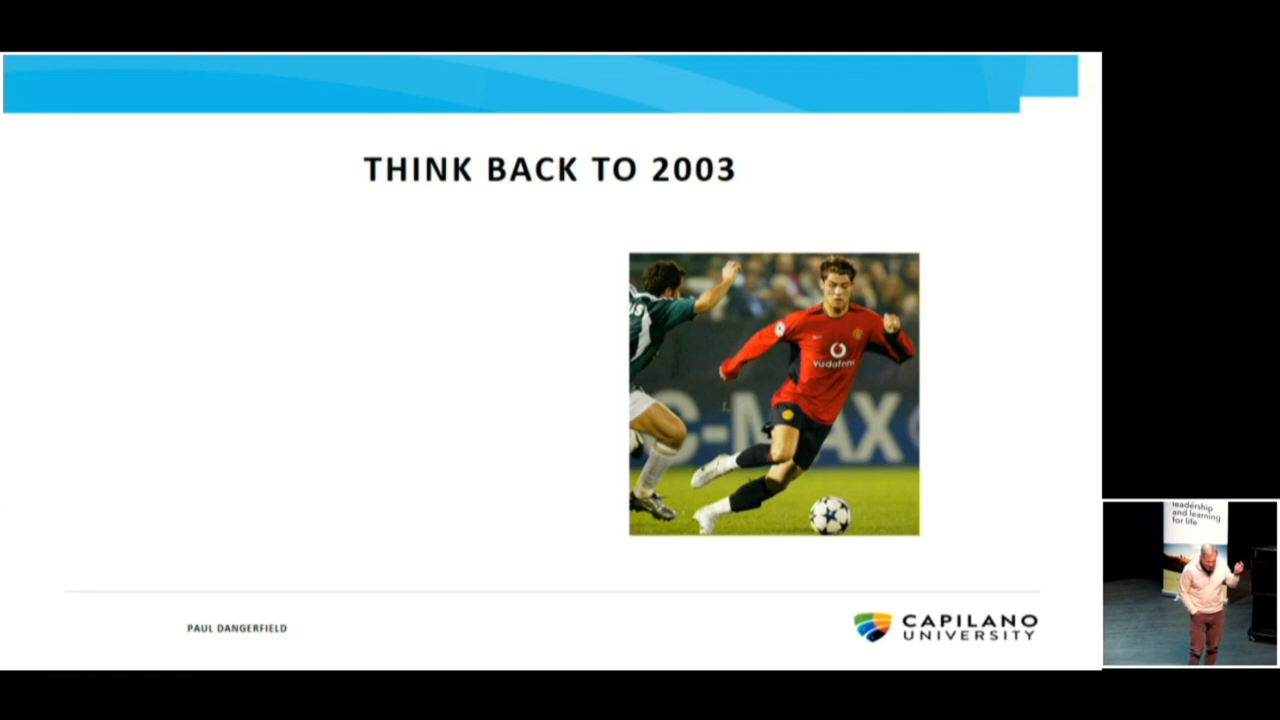 THINK BACK TO 2003
vodafone
C-MAX
PAUL DANGERFIELD
CAPILANO
UNIVERSITY
leadership
and learning
for life